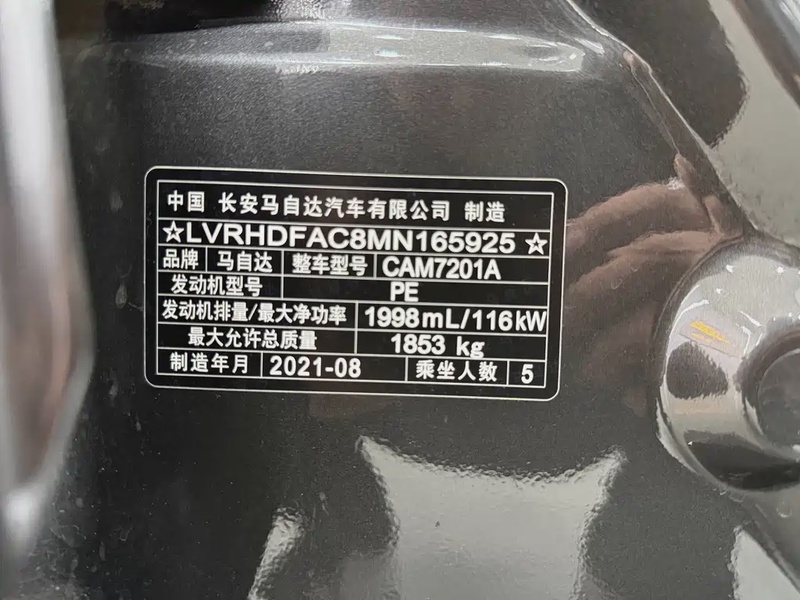 中国 长安马自达汽车有限公司 制造
☆LVRHDFAC8MN165925☆
品牌 马自达 整车型号 CAM7201A
发动机型号 PE
发动机排量/最大净功率 1998mL/116kW
最大允许总质量 1853 kg
制造年月 2021-08 乘坐人数 5